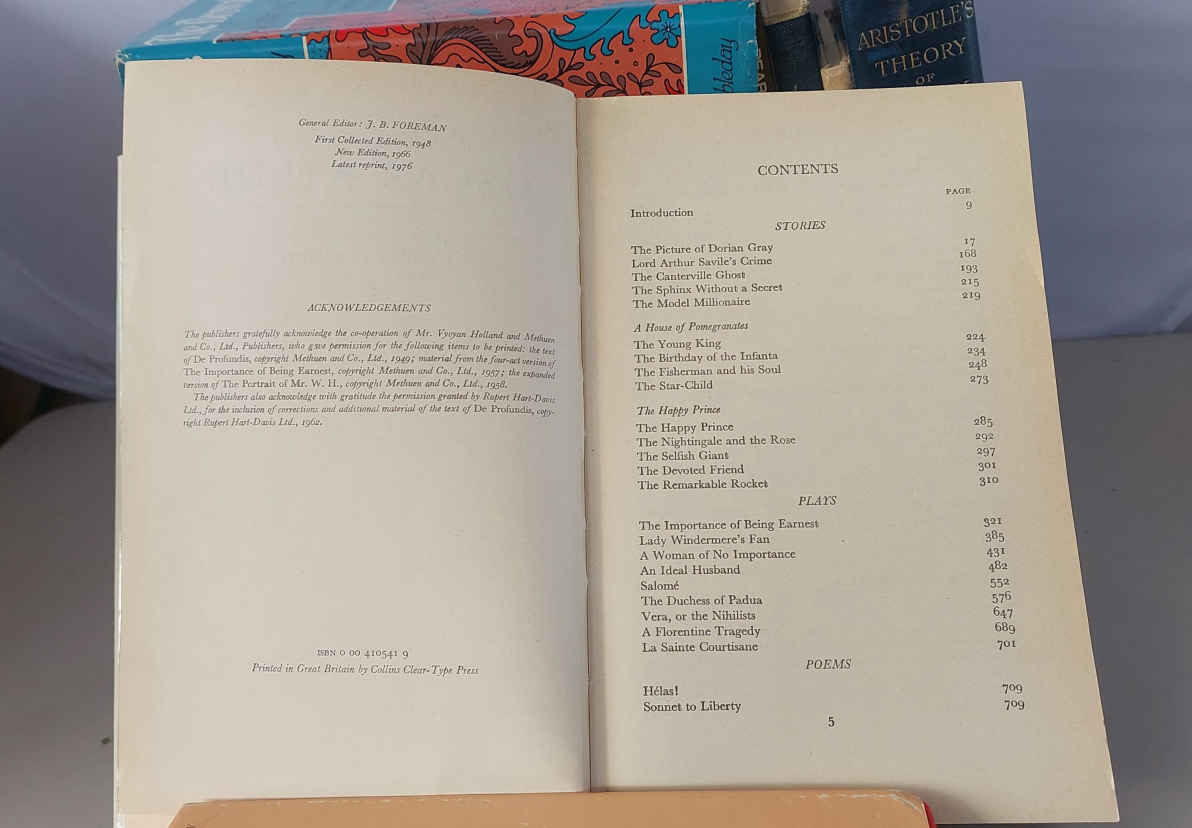 bleday
ARISTOTLE'S
THEORY
OF
General Editor: J. B. FOREMAN
First Collected Edition, 1948
New Edition, 1966
Latest reprint, 1976
ACKNOWLEDGEMENTS
The publishers gratefully acknowledge the co-operation of Mr. Vyvyan Holland and Methuen
and Co., Ltd., Publishers, who gave permission for the following items to be printed: the text
of De Profundis, copyright Methuen and Co., Ltd., 1949; material from the four-act version of
The Importance of Being Earnest, copyright Methuen and Co., Ltd., 1957; the expanded
version of The Portrait of Mr. W. H., copyright Methuen and Co., Ltd., 1958.
The publishers also acknowledge with gratitude the permission granted by Rupert Hart-Davis
Ltd., for the inclusion of corrections and additional material of the text of De Profundis, copy-
right Rupert Hart-Davis Ltd., 1962.
ISBN 0 00 410541 9
Printed in Great Britain by Collins Clear-Type Press
CONTENTS
PAGE
Introduction 9
STORIES
The Picture of Dorian Gray 17
Lord Arthur Savile's Crime 168
The Canterville Ghost 193
The Sphinx Without a Secret 215
The Model Millionaire 219
A House of Pomegranates
The Young King 224
The Birthday of the Infanta 234
The Fisherman and his Soul 248
The Star-Child 273
The Happy Prince
The Happy Prince 285
The Nightingale and the Rose 292
The Selfish Giant 297
The Devoted Friend 301
The Remarkable Rocket 310
PLAYS
The Importance of Being Earnest 321
Lady Windermere's Fan 385
A Woman of No Importance 431
An Ideal Husband 482
Salomé 552
The Duchess of Padua 576
Vera, or the Nihilists 647
A Florentine Tragedy 689
La Sainte Courtisane 701
POEMS
Hélas! 709
Sonnet to Liberty 709
5